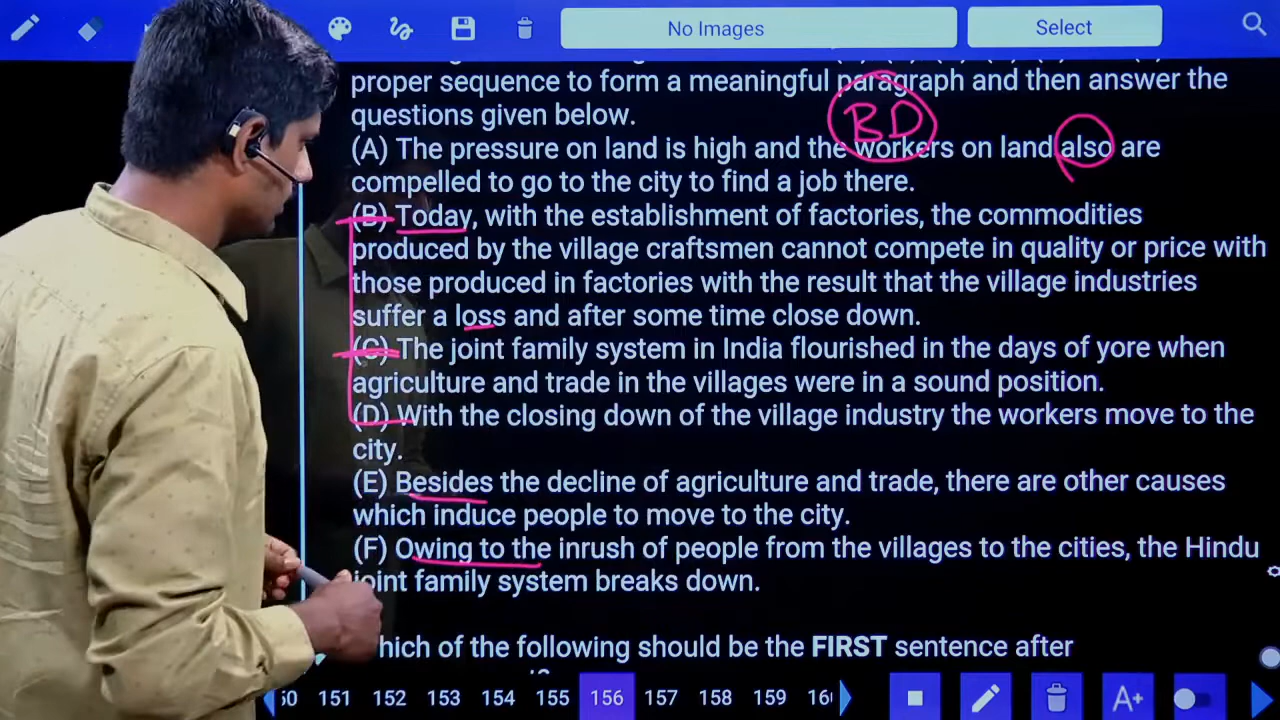 No Images
Select
proper sequence to form a meaningful paragraph and then answer the
questions given below.
BD
(A) The pressure on land is high and the workers on land also are
compelled to go to the city to find a job there.
(B) Today, with the establishment of factories, the commodities
produced by the village craftsmen cannot compete in quality or price with
those produced in factories with the result that the village industries
suffer a loss and after some time close down.
(C) The joint family system in India flourished in the days of yore when
agriculture and trade in the villages were in a sound position.
(D) With the closing down of the village industry the workers move to the
city.
(E) Besides the decline of agriculture and trade, there are other causes
which induce people to move to the city.
(F) Owing to the inrush of people from the villages to the cities, the Hindu
joint family system breaks down.
hich of the following should be the FIRST sentence after
50 151 152 153 154 155 156 157 158 159 16
A+